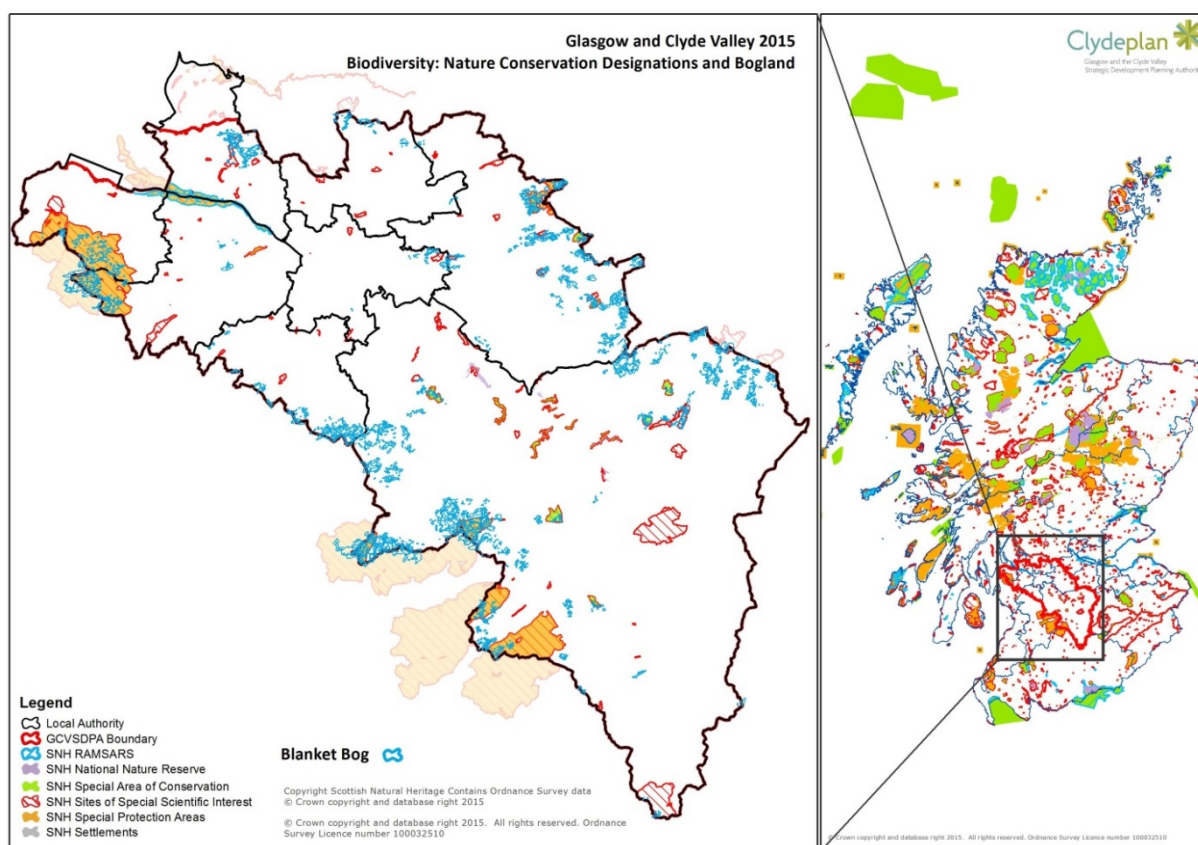 Glasgow and Clyde Valley 2015
Biodiversity: Nature Conservation Designations and Bogland
Clydeplan
Glasgow and the Clyde Valley
Strategic Development Planning Authority
Legend
Local Authority
GCVSDPA Boundary
SNH RAMSARS
SNH National Nature Reserve
SNH Special Area of Conservation
SNH Sites of Special Scientific Interest
SNH Special Protection Areas
SNH Settlements
Blanket Bog
Copyright Scottish Natural Heritage Contains Ordnance Survey data
© Crown copyright and database right 2015
© Crown copyright and database right 2015. All rights reserved. Ordnance
Survey Licence number 100032510
© Crown copyright and database right 2015. All rights reserved. Ordnance Survey Licence number 100032510